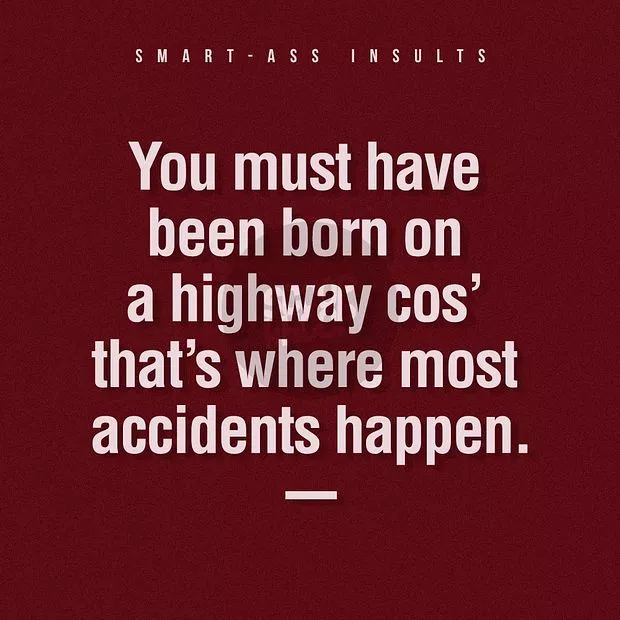 SMART-ASS INSULTS
You must have
been born on
a highway cos’
that’s where most
accidents happen.